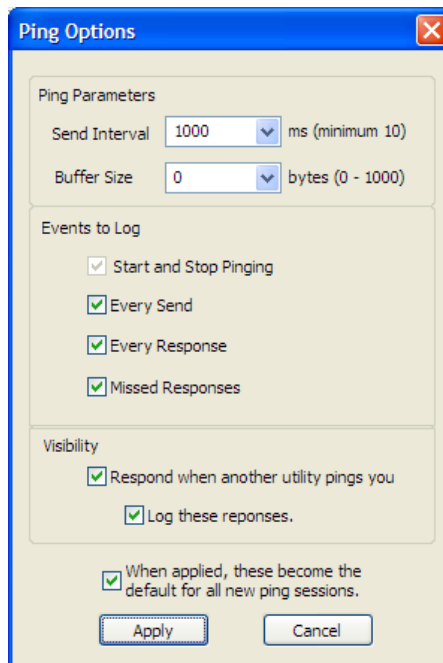 Ping Options
Ping Parameters
Send Interval 1000 ms (minimum 10)
Buffer Size 0 bytes (0 - 1000)
Events to Log
Start and Stop Pinging
Every Send
Every Response
Missed Responses
Visibility
Respond when another utility pings you
Log these reponses.
When applied, these become the
default for all new ping sessions.
Apply Cancel